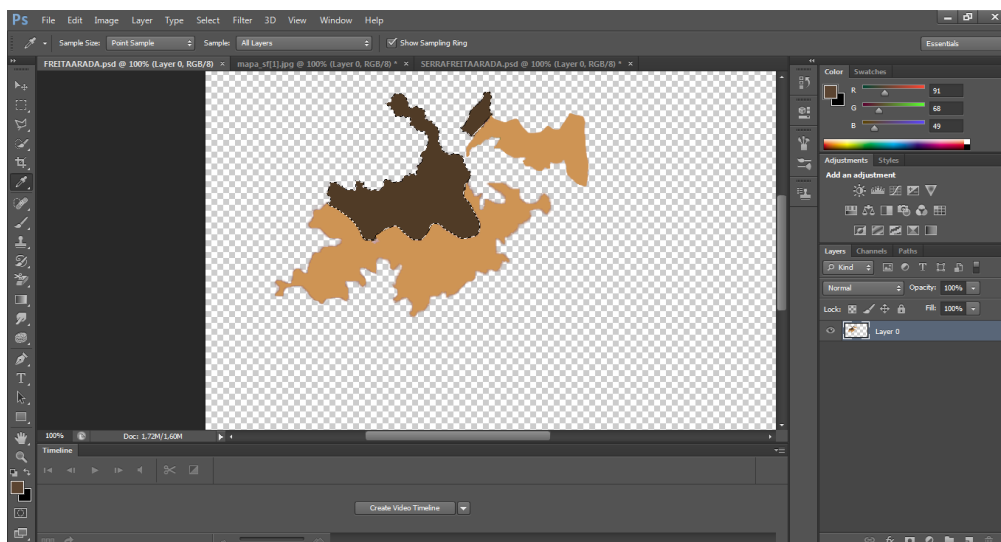 Ps File Edit Image Layer Type Select Filter 3D View Window Help
Sample Size: Point Sample Sample: All Layers Show Sampling Ring Essentials
FREITAARADA.psd @ 100% (Layer 0, RGB/8) × mapa_sf[1].jpg @ 100% (Layer 0, RGB/8) * × SERRAFREITAARADA.psd @ 100% (Layer 0, RGB/8) * ×
Color Swatches
R 91
G 68
B 49
Adjustments Styles
Add an adjustment
Layers Channels Paths
Kind
Normal Opacity: 100%
Lock: Fill: 100%
Layer 0
100% Doc: 1,72M/1,60M
Timeline
Create Video Timeline